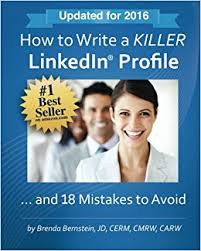 Updated for 2016
How to Write a KILLER
LinkedIn® Profile
#1
Best
Seller
... and 18 Mistakes to Avoid
by Brenda Bernstein, JD, CERM, CMRW, CARW